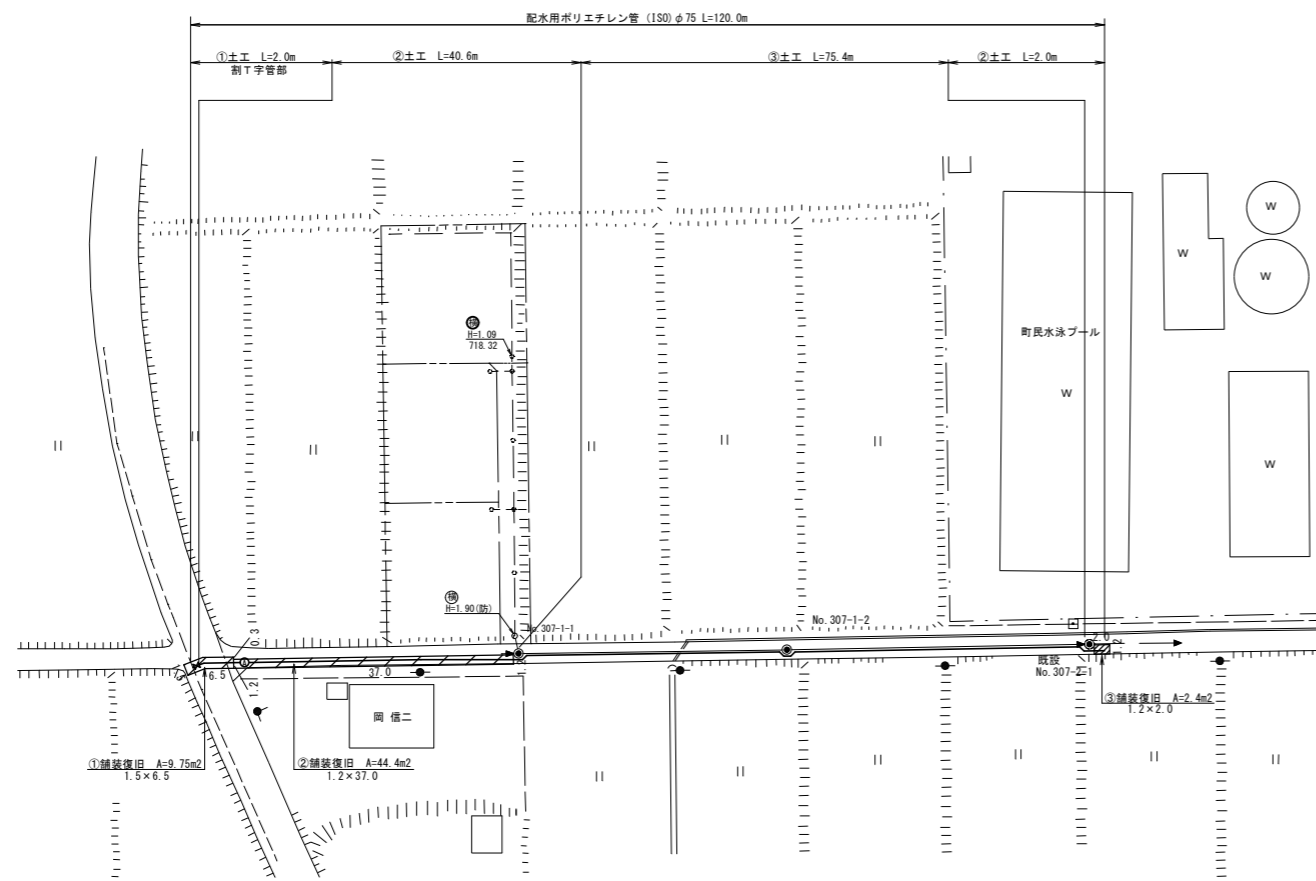 配水用ポリエチレン管 (ISO) φ75 L=120.0m
①土工 L=2.0m
割T字管部
②土工 L=40.6m
③土工 L=75.4m
②土工 L=2.0m
W
W
W
W
W
町民水泳プール
横
H=1.09
718.32
横
H=1.90(防)
No.307-1-1
No.307-1-2
既設
No.307-2-1
0.3
6.5
1.2
37.0
2.0
1.2
岡 信二
①舗装復旧 A=9.75m2
1.5×6.5
②舗装復旧 A=44.4m2
1.2×37.0
③舗装復旧 A=2.4m2
1.2×2.0